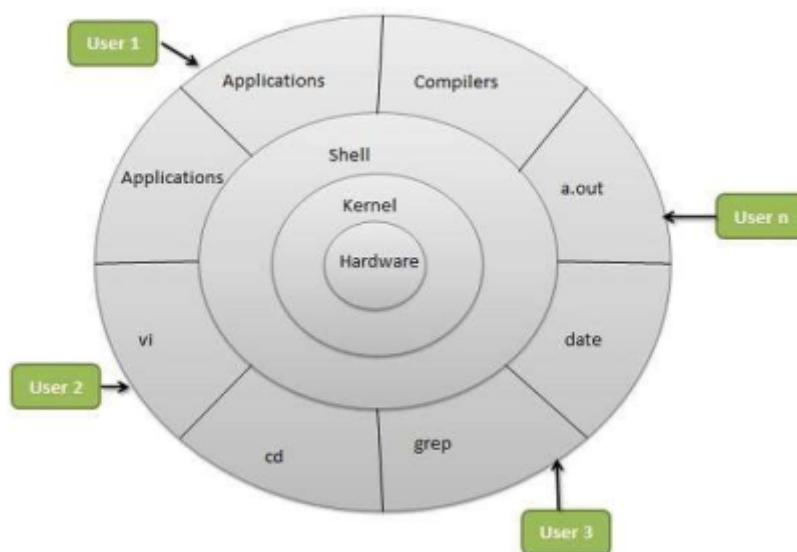 User 1
Applications
Compilers
Shell
Applications
a.out
Kernel
User n
Hardware
vi
date
User 2
cd
grep
User 3